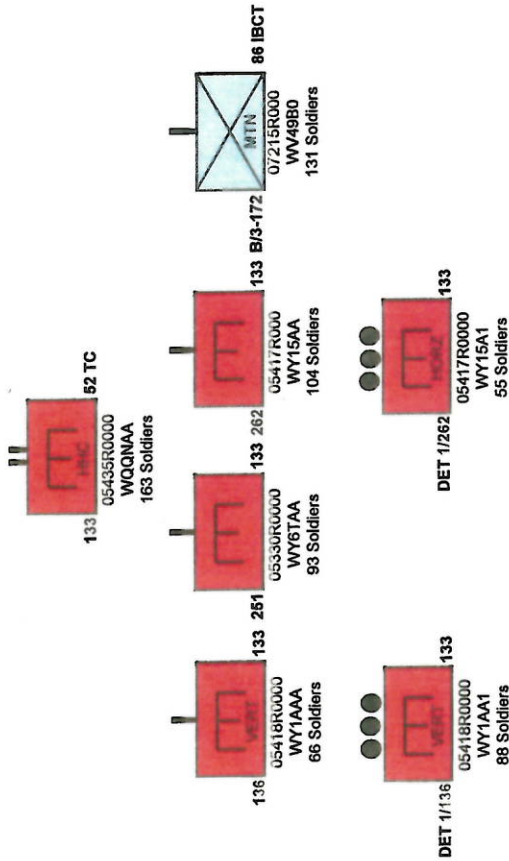 133 HHC 52 TC
05435R0000
WQQNAA
163 Soldiers
136 VERT 133
05418R0000
WY1AAA
66 Soldiers
251 133
05330R0000
WY6TAA
93 Soldiers
262 133
05417R000
WY15AA
104 Soldiers
B/3-172 MTN 86 IBCT
07215R000
WV49B0
131 Soldiers
DET 1/136 VERT 133
05418R0000
WY1AA1
88 Soldiers
DET 1/262 HORZ 133
05417R0000
WY15A1
55 Soldiers